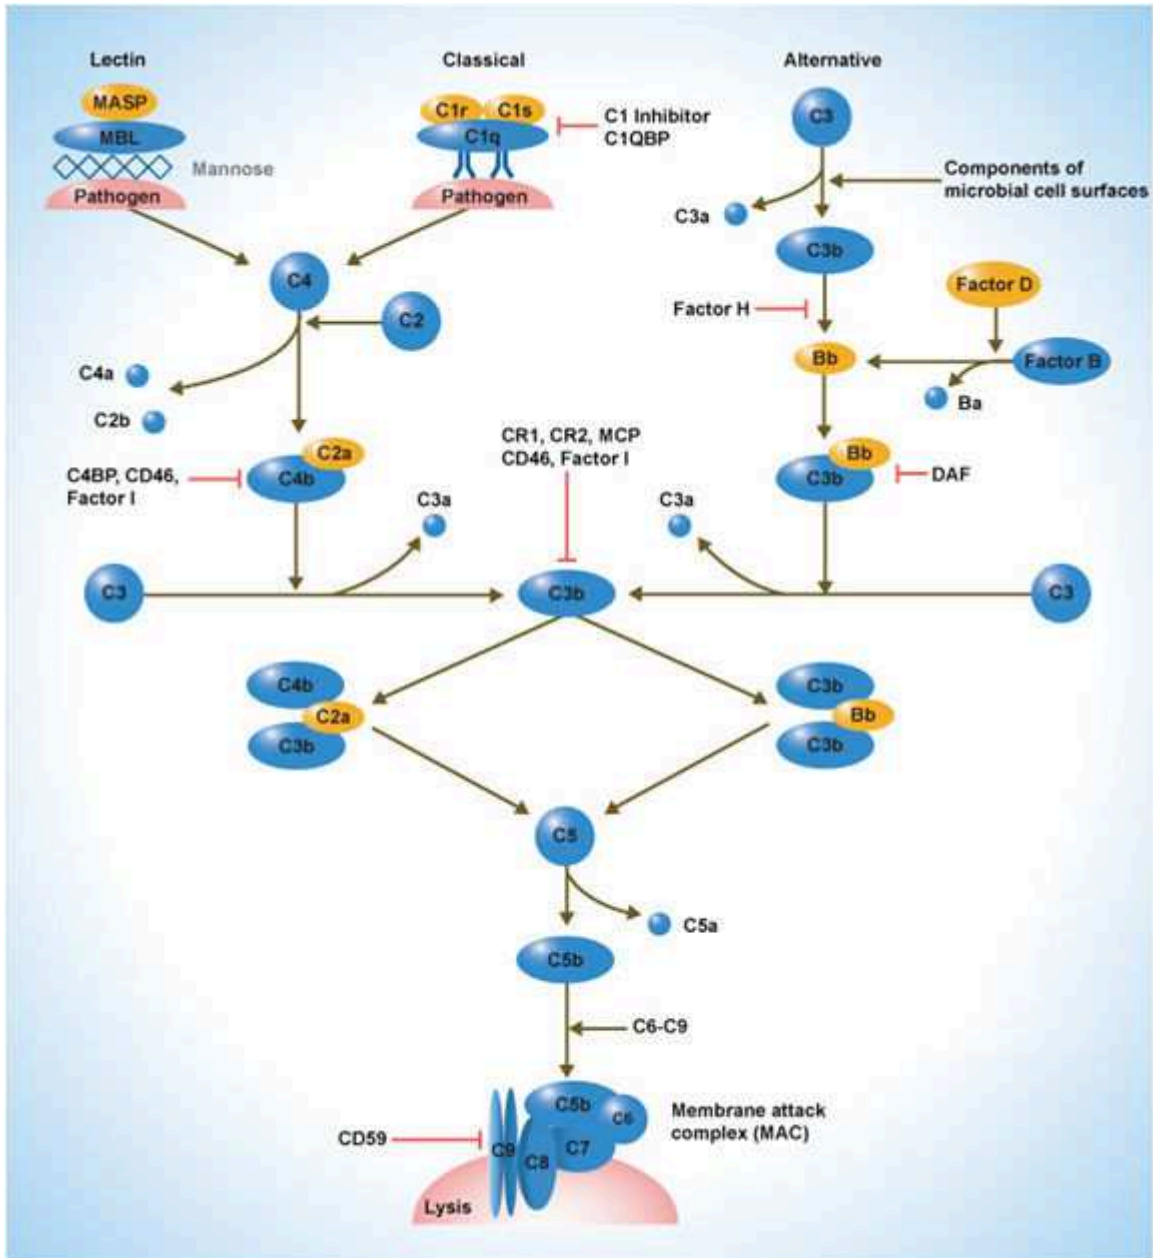 Lectin
Classical
Alternative
MASP
MBL
Mannose
Pathogen
C1r
C1s
C1q
Pathogen
C1 Inhibitor
C1QBP
C3
Components of
microbial cell surfaces
C3a
C3b
C4
C2
Factor H
Factor D
Bb
Factor B
Ba
C4a
C2b
C2a
C4b
C4BP, CD46,
Factor I
CR1, CR2, MCP
CD46, Factor I
Bb
C3b
DAF
C3a
C3a
C3
C3b
C3
C4b
C2a
C3b
C3b
Bb
C3b
C5
C5a
C5b
C6-C9
C5b
C6
C7
C8
C9
Membrane attack
complex (MAC)
CD59
Lysis